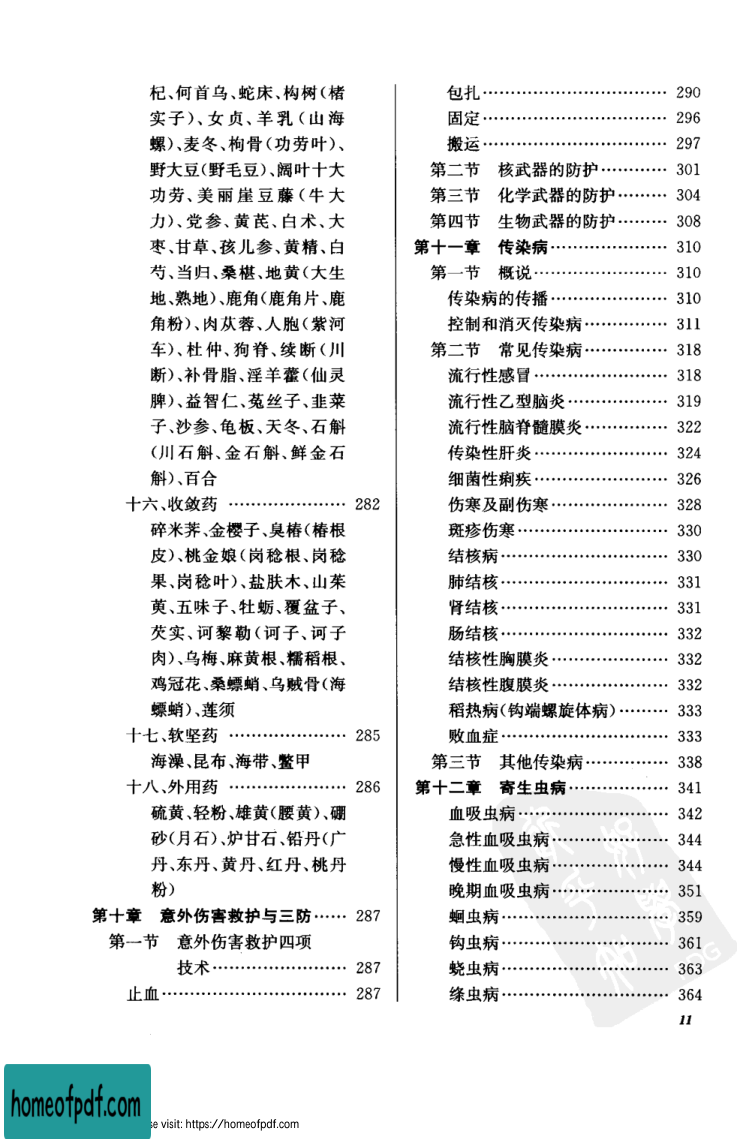 杞、何首乌、蛇床、构树(楮
实子)、女贞、羊乳(山海
螺)、麦冬、枸骨(功劳叶)、
野大豆(野毛豆)、阔叶十大
功劳、美丽崖豆藤(牛大
力)、党参、黄芪、白术、大
枣、甘草、孩儿参、黄精、白
芍、当归、桑椹、地黄(大生
地、熟地)、鹿角(鹿角片、鹿
角粉)、肉苁蓉、人胞(紫河
车)、杜仲、狗脊、续断(川
断)、补骨脂、淫羊藿(仙灵
脾)、益智仁、菟丝子、韭菜
子、沙参、龟板、天冬、石斛
(川石斛、金石斛、鲜金石
斛)、百合
十六、收敛药 ………………… 282
碎米荠、金樱子、臭椿(椿根
皮)、桃金娘(岗稔根、岗稔
果、岗稔叶)、盐肤木、山茱
萸、五味子、牡蛎、覆盆子、
芡实、诃黎勒(诃子、诃子
肉)、乌梅、麻黄根、糯稻根、
鸡冠花、桑螵蛸、乌贼骨(海
螵蛸)、莲须
十七、软坚药 ………………… 285
海藻、昆布、海带、鳖甲
十八、外用药 ………………… 286
硫黄、轻粉、雄黄(腰黄)、硼
砂(月石)、炉甘石、铅丹(广
丹、东丹、黄丹、红丹、桃丹
粉)
第十章 意外伤害救护与三防…… 287
第一节 意外伤害救护四项
技术…………………… 287
止血…………………………… 287
包扎…………………………… 290
固定…………………………… 296
搬运…………………………… 297
第二节 核武器的防护………… 301
第三节 化学武器的防护……… 304
第四节 生物武器的防护……… 308
第十一章 传染病………………… 310
第一节 概说…………………… 310
传染病的传播………………… 310
控制和消灭传染病…………… 311
第二节 常见传染病…………… 318
流行性感冒…………………… 318
流行性乙型脑炎……………… 319
流行性脑脊髓膜炎…………… 322
传染性肝炎…………………… 324
细菌性痢疾…………………… 326
伤寒及副伤寒………………… 328
斑疹伤寒……………………… 330
结核病………………………… 330
肺结核………………………… 331
肾结核………………………… 331
肠结核………………………… 332
结核性胸膜炎………………… 332
结核性腹膜炎………………… 332
稻热病(钩端螺旋体病)……… 333
败血症………………………… 333
第三节 其他传染病…………… 338
第十二章 寄生虫病……………… 341
血吸虫病……………………… 342
急性血吸虫病………………… 344
慢性血吸虫病………………… 344
晚期血吸虫病………………… 351
蛔虫病………………………… 359
钩虫病………………………… 361
蛲虫病………………………… 363
绦虫病………………………… 364
11
homeofpdf.com
se visit: https://homeofpdf.com